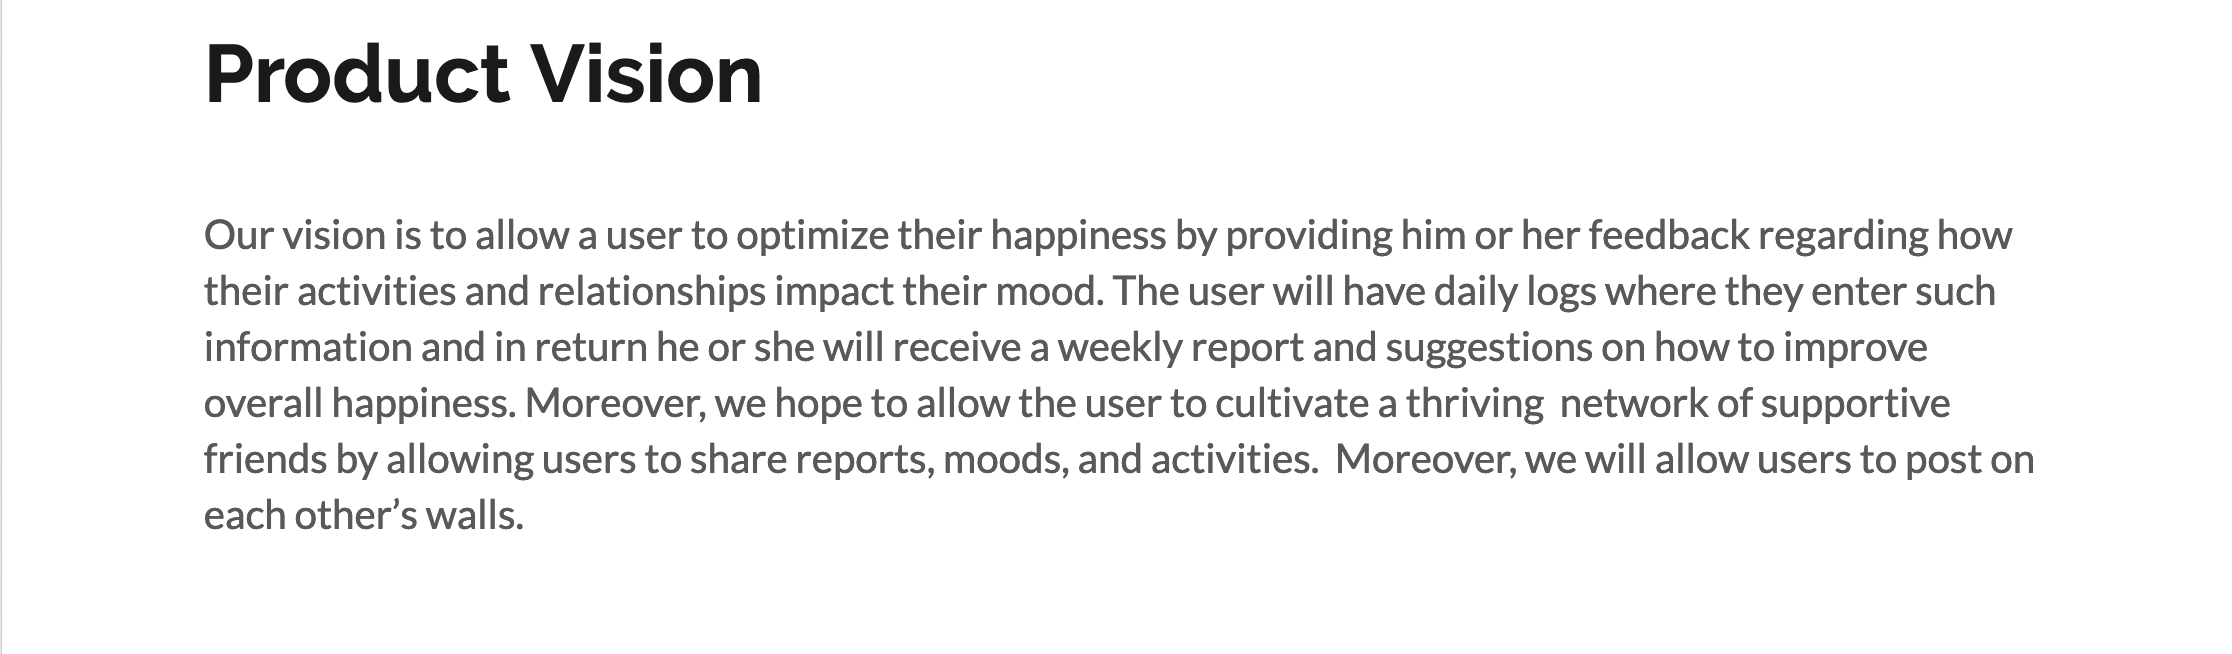 Product Vision
Our vision is to allow a user to optimize their happiness by providing him or her feedback regarding how
their activities and relationships impact their mood. The user will have daily logs where they enter such
information and in return he or she will receive a weekly report and suggestions on how to improve
overall happiness. Moreover, we hope to allow the user to cultivate a thriving  network of supportive
friends by allowing users to share reports, moods, and activities.  Moreover, we will allow users to post on
each other’s walls.